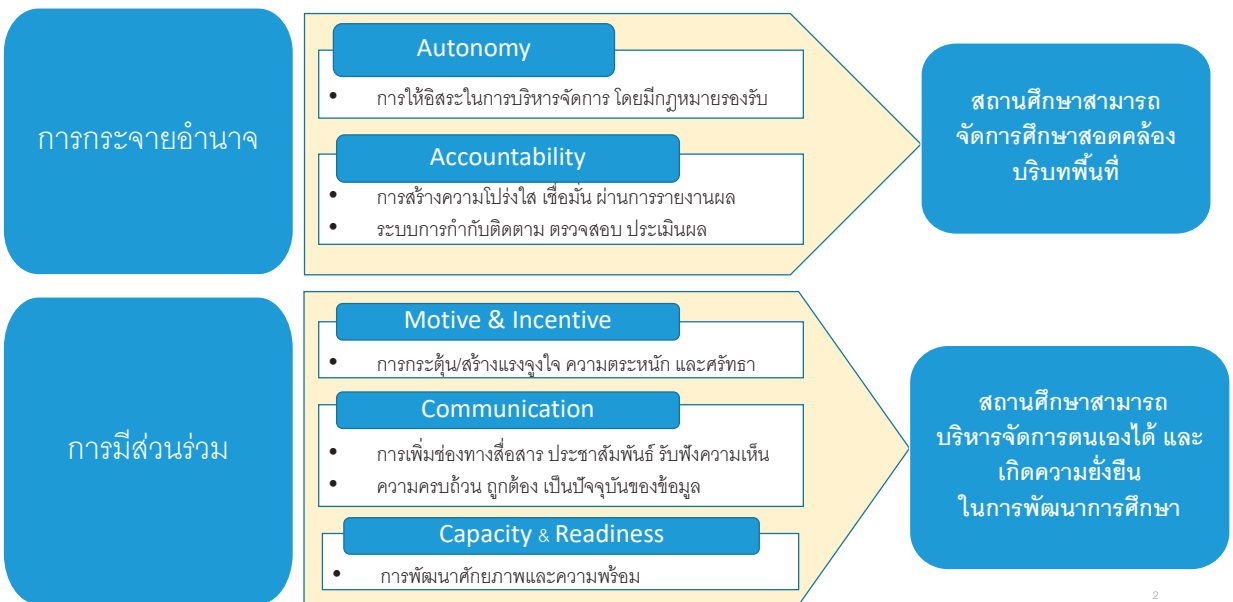 การกระจายอำนาจ
Autonomy
• การให้อิสระในการบริหารจัดการ โดยมีกฎหมายรองรับ
Accountability
• การสร้างความโปร่งใส เชื่อมั่น ผ่านการรายงานผล
• ระบบการกำกับติดตาม ตรวจสอบ ประเมินผล
สถานศึกษาสามารถ
จัดการศึกษาสอดคล้อง
บริบทพื้นที่
การมีส่วนร่วม
Motive & Incentive
• การกระตุ้น/สร้างแรงจูงใจ ความตระหนัก และศรัทธา
Communication
• การเพิ่มช่องทางสื่อสาร ประชาสัมพันธ์ รับฟังความเห็น
• ความครบถ้วน ถูกต้อง เป็นปัจจุบันของข้อมูล
Capacity & Readiness
• การพัฒนาศักยภาพและความพร้อม
สถานศึกษาสามารถ
บริหารจัดการตนเองได้ และ
เกิดความยั่งยืน
ในการพัฒนาการศึกษา
2